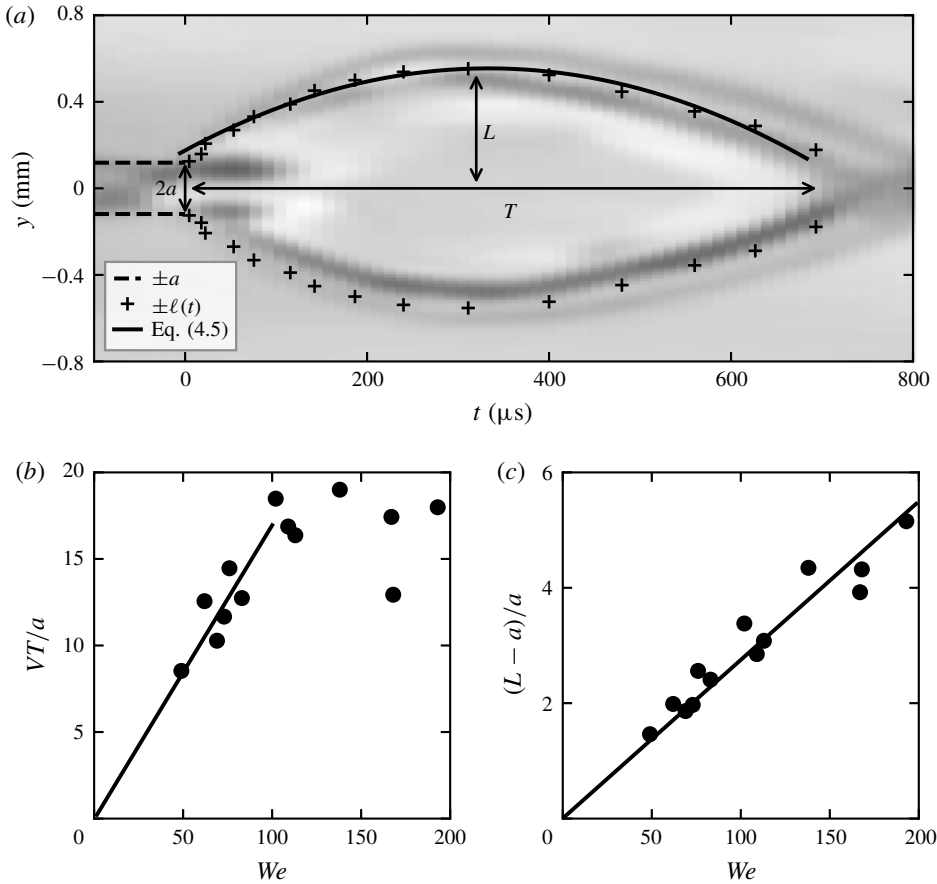 (a)
0.8
0.4
0
−0.4
−0.8
y (mm)
2a
L
T
±a
±ℓ(t)
Eq. (4.5)
0 200 400 600 800
t (μs)
(b)
20
15
10
5
0
VT/a
50 100 150 200
We
(c)
6
4
2
0
(L − a)/a
50 100 150 200
We